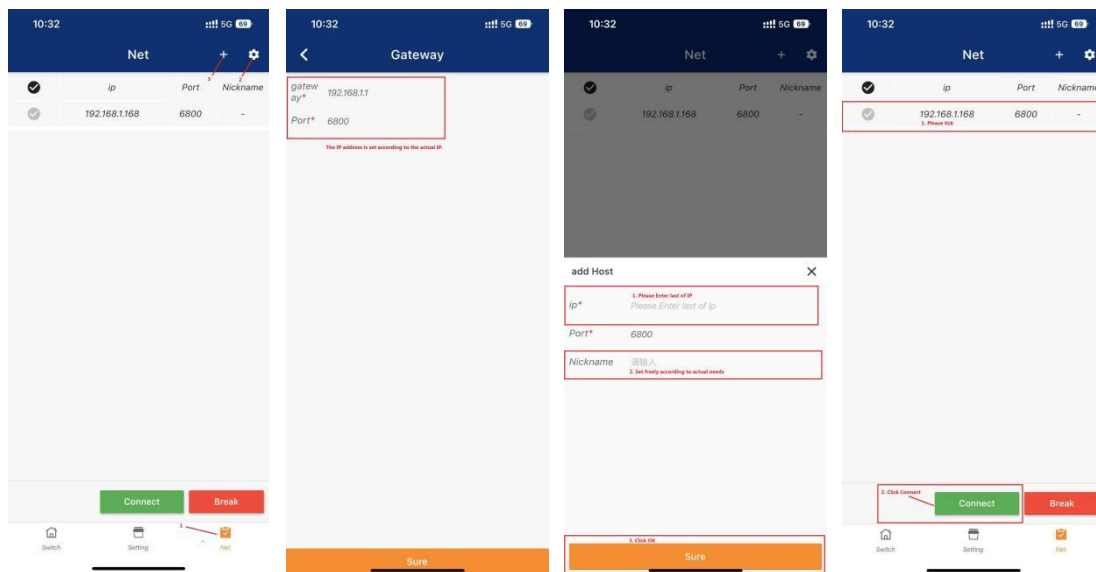 10:32
5G 69
Net
+
3
2
ip Port Nickname
192.168.1.168 6800 -
Connect Break
1
Switch Setting Net
10:32
5G 69
Gateway
gatew
ay* 192.168.1.1
Port* 6800
The IP address is set according to the actual IP.
Sure
10:32
5G 69
Net
+
ip Port Nickname
192.168.1.168 6800 -
add Host
1. Please Enter last of IP
ip* Please Enter last of ip
Port* 6800
Nickname 请输入
2. Set freely according to actual needs
3. Click OK
Sure
10:32
5G 69
Net
+
ip Port Nickname
192.168.1.168 6800 -
1. Please tick
2. Click Connect
Connect Break
Switch Setting Net